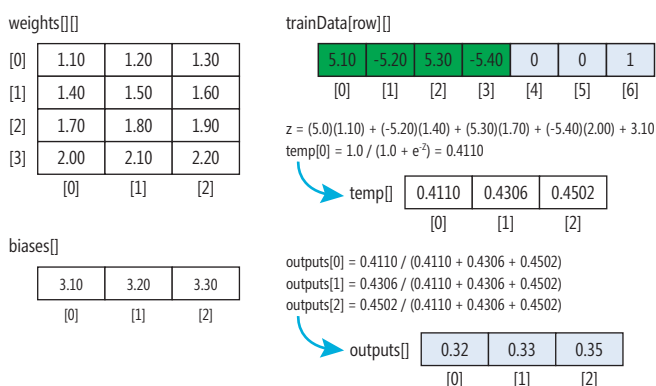 weights[][]
[0] 1.10 1.20 1.30
[1] 1.40 1.50 1.60
[2] 1.70 1.80 1.90
[3] 2.00 2.10 2.20
[0] [1] [2]
biases[]
3.10 3.20 3.30
[0] [1] [2]
trainData[row][]
5.10 -5.20 5.30 -5.40 0 0 1
[0] [1] [2] [3] [4] [5] [6]
z = (5.0)(1.10) + (-5.20)(1.40) + (5.30)(1.70) + (-5.40)(2.00) + 3.10
temp[0] = 1.0 / (1.0 + e-z) = 0.4110
temp[] 0.4110 0.4306 0.4502
[0] [1] [2]
outputs[0] = 0.4110 / (0.4110 + 0.4306 + 0.4502)
outputs[1] = 0.4306 / (0.4110 + 0.4306 + 0.4502)
outputs[2] = 0.4502 / (0.4110 + 0.4306 + 0.4502)
outputs[] 0.32 0.33 0.35
[0] [1] [2]